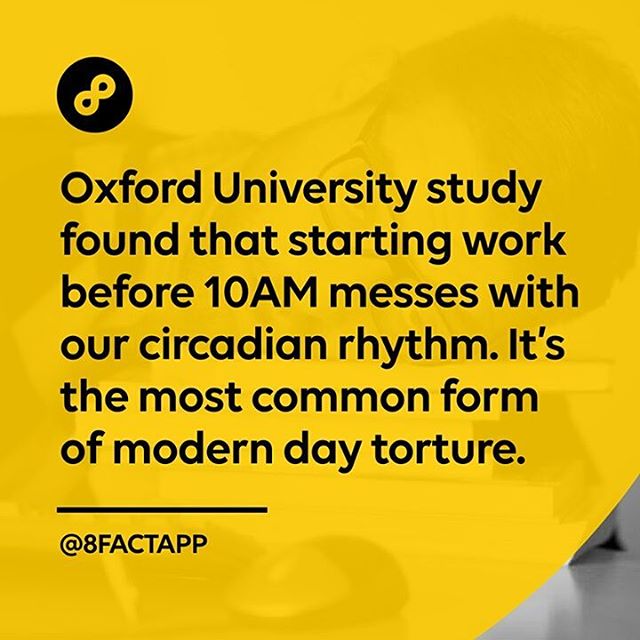 Oxford University study
found that starting work
before 10AM messes with
our circadian rhythm. It's
the most common form
of modern day torture.
@8FACTAPP